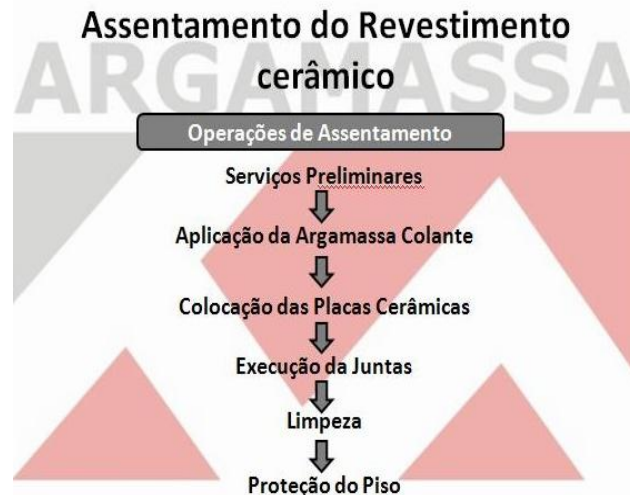 Assentamento do Revestimento
cerâmico
ARGAMASSA
Operações de Assentamento
Serviços Preliminares
Aplicação da Argamassa Colante
Colocação das Placas Cerâmicas
Execução da Juntas
Limpeza
Proteção do Piso